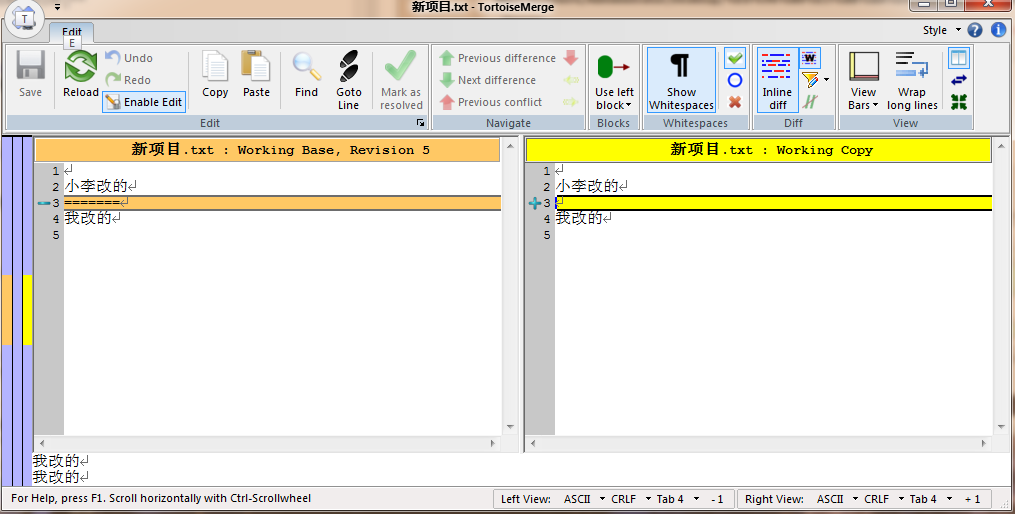 新项目.txt - TortoiseMerge
T
Edit
E
Style
Save
Reload
Undo
Redo
Enable Edit
Copy
Paste
Find
Goto Line
Mark as resolved
Previous difference
Next difference
Previous conflict
Use left block
Show Whitespaces
Inline diff
View Bars
Wrap long lines
Edit
Navigate
Blocks
Whitespaces
Diff
View
新项目.txt : Working Base, Revision 5
1 ↵
2 小李改的↵
3 =======↵
4 我改的↵
5
新项目.txt : Working Copy
1 ↵
2 小李改的↵
3 ↵
4 我改的↵
5
我改的↵
我改的↵
For Help, press F1. Scroll horizontally with Ctrl-Scrollwheel
Left View: ASCII CRLF Tab 4 - 1
Right View: ASCII CRLF Tab 4 + 1